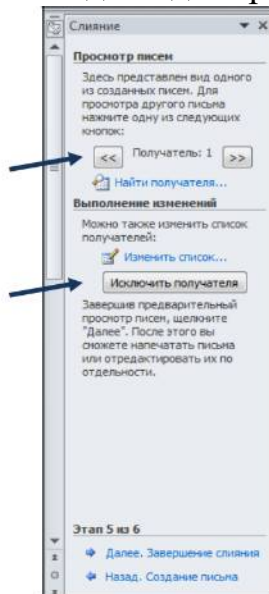 Слияние
Просмотр писем
Здесь представлен вид одного
из созданных писем. Для
просмотра другого письма
нажмите одну из следующих
кнопок:
<< Получатель: 1 >>
Найти получателя...
Выполнение изменений
Можно также изменить список
получателей:
Изменить список...
Исключить получателя
Завершив предварительный
просмотр писем, щелкните
"Далее". После этого вы
сможете напечатать письма
или отредактировать их по
отдельности.
Этап 5 из 6
Далее. Завершение слияния
Назад. Создание письма